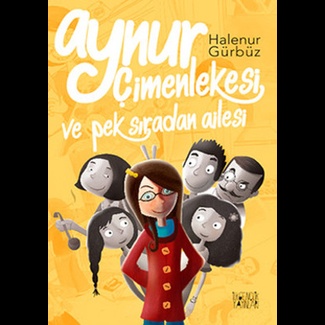 aynur
Halenur
Gürbüz
Çimenlekesi
ve pek sıradan ailesi